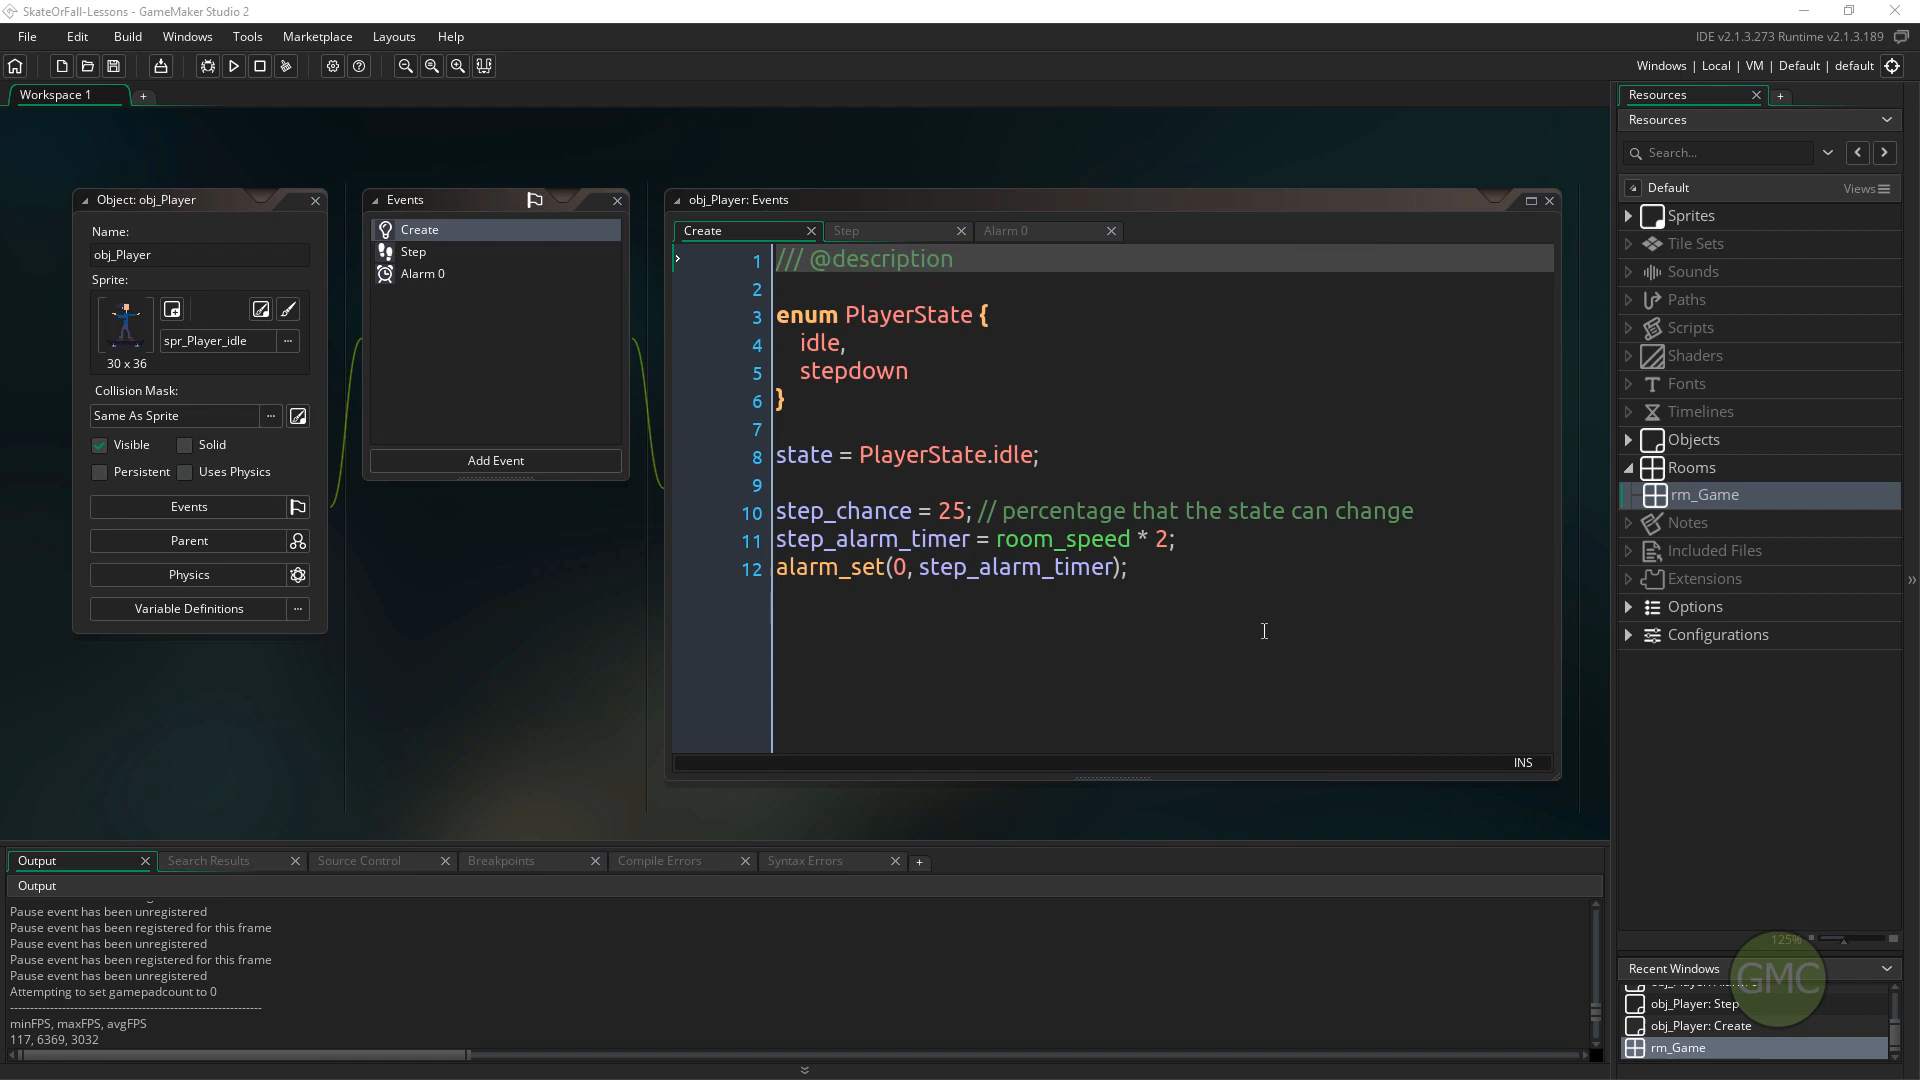 SkateOrFall-Lessons - GameMaker Studio 2
File Edit Build Windows Tools Marketplace Layouts Help
IDE v2.1.3.273 Runtime v2.1.3.189
Windows | Local | VM | Default | default
Workspace 1
Object: obj_Player
Name:
obj_Player
Sprite:
spr_Player_idle
30 x 36
Collision Mask:
Same As Sprite
Visible Solid
Persistent Uses Physics
Events
Parent
Physics
Variable Definitions
Events
Create
Step
Alarm 0
Add Event
obj_Player: Events
Create Step Alarm 0
1 /// @description
2
3 enum PlayerState {
4 idle,
5 stepdown
6 }
7
8 state = PlayerState.idle;
9
10 step_chance = 25; // percentage that the state can change
11 step_alarm_timer = room_speed * 2;
12 alarm_set(0, step_alarm_timer);
INS
Resources
Resources
Search...
Default Views
Sprites
Tile Sets
Sounds
Paths
Scripts
Shaders
Fonts
Timelines
Objects
Rooms
rm_Game
Notes
Included Files
Extensions
Options
Configurations
125%
Recent Windows
obj_Player: Step
obj_Player: Create
rm_Game
GMC
Output Search Results Source Control Breakpoints Compile Errors Syntax Errors
Output
Pause event has been unregistered
Pause event has been registered for this frame
Pause event has been unregistered
Pause event has been registered for this frame
Pause event has been unregistered
Attempting to set gamepadcount to 0
minFPS, maxFPS, avgFPS
117, 6369, 3032